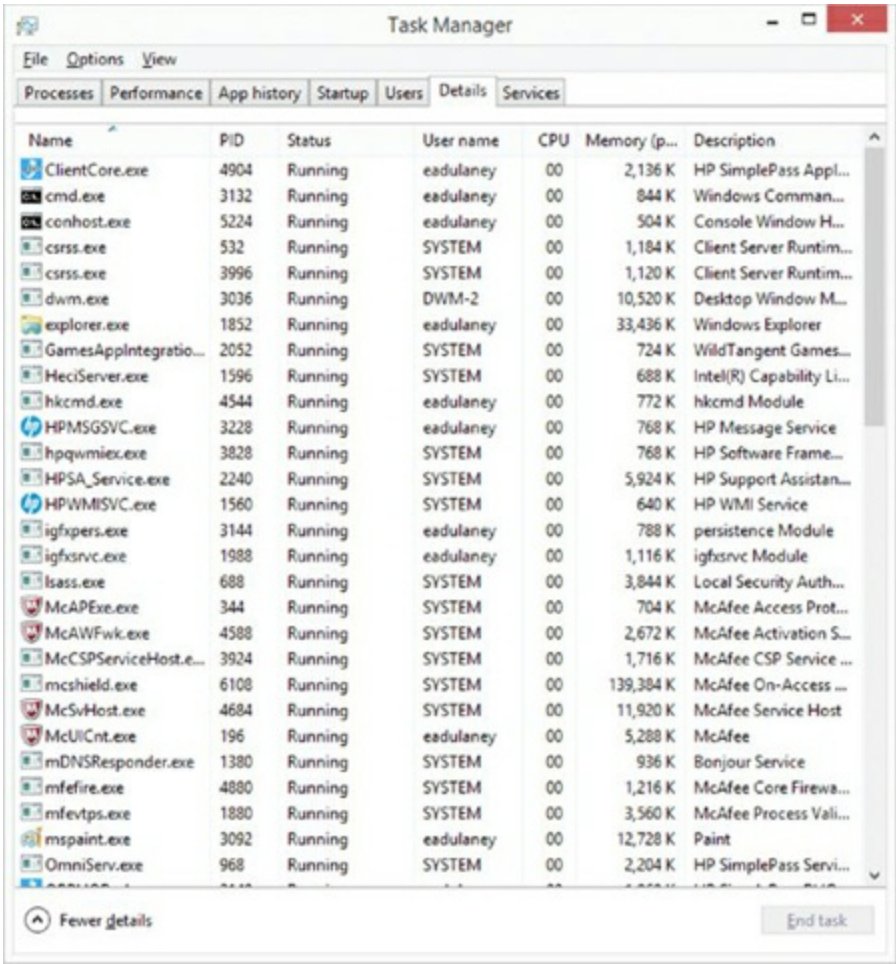 Task Manager
File Options View
Processes Performance App history Startup Users Details Services
Name PID Status User name CPU Memory (p... Description
ClientCore.exe 4904 Running eadulaney 00 2,136 K HP SimplePass Appl...
cmd.exe 3132 Running eadulaney 00 844 K Windows Comman...
conhost.exe 5224 Running eadulaney 00 504 K Console Window H...
csrss.exe 532 Running SYSTEM 00 1,184 K Client Server Runtim...
csrss.exe 3996 Running SYSTEM 00 1,120 K Client Server Runtim...
dwm.exe 3036 Running DWM-2 00 10,520 K Desktop Window M...
explorer.exe 1852 Running eadulaney 00 33,436 K Windows Explorer
GamesAppIntegratio... 2052 Running SYSTEM 00 724 K WildTangent Games...
HeciServer.exe 1596 Running SYSTEM 00 688 K Intel(R) Capability Li...
hkcmd.exe 4544 Running eadulaney 00 772 K hkcmd Module
HPMSGSVC.exe 3228 Running eadulaney 00 768 K HP Message Service
hpqwmiex.exe 3828 Running SYSTEM 00 768 K HP Software Frame...
HPSA_Service.exe 2240 Running SYSTEM 00 5,924 K HP Support Assistan...
HPWMISVC.exe 1560 Running SYSTEM 00 640 K HP WMI Service
igfxpers.exe 3144 Running eadulaney 00 788 K persistence Module
igfxsrvc.exe 1988 Running eadulaney 00 1,116 K igfxsrvc Module
lsass.exe 688 Running SYSTEM 00 3,844 K Local Security Auth...
McAPExe.exe 344 Running SYSTEM 00 704 K McAfee Access Prot...
McAWFwk.exe 4588 Running SYSTEM 00 2,672 K McAfee Activation S...
McCSPServiceHost.e... 3924 Running SYSTEM 00 1,716 K McAfee CSP Service ...
mcshield.exe 6108 Running SYSTEM 00 139,384 K McAfee On-Access ...
McSvHost.exe 4684 Running SYSTEM 00 11,920 K McAfee Service Host
McUICnt.exe 196 Running eadulaney 00 5,288 K McAfee
mDNSResponder.exe 1380 Running SYSTEM 00 936 K Bonjour Service
mfefire.exe 4880 Running SYSTEM 00 1,216 K McAfee Core Firewa...
mfevtps.exe 1880 Running SYSTEM 00 3,560 K McAfee Process Vali...
mspaint.exe 3092 Running eadulaney 00 12,728 K Paint
OmniServ.exe 968 Running SYSTEM 00 2,204 K HP SimplePass Servi...
Fewer details End task